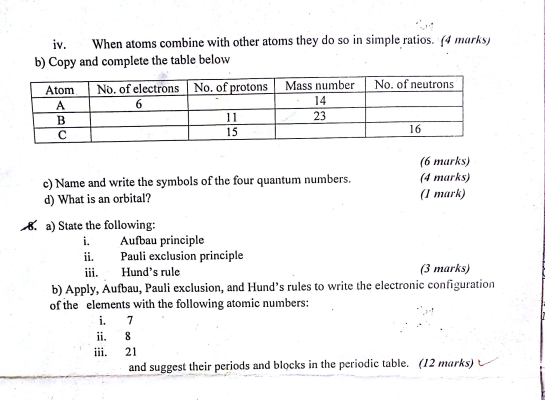 iv. When atoms combine with other atoms they do so in simple ratios. (4 marks)
b) Copy and complete the table below
Atom No. of electrons No. of protons Mass number No. of neutrons
A 6 14
B 11 23
C 15 16
(6 marks)
c) Name and write the symbols of the four quantum numbers. (4 marks)
d) What is an orbital? (1 mark)
8. a) State the following:
i. Aufbau principle
ii. Pauli exclusion principle
iii. Hund's rule (3 marks)
b) Apply, Aufbau, Pauli exclusion, and Hund's rules to write the electronic configuration
of the elements with the following atomic numbers:
i. 7
ii. 8
iii. 21
and suggest their periods and blocks in the periodic table. (12 marks)